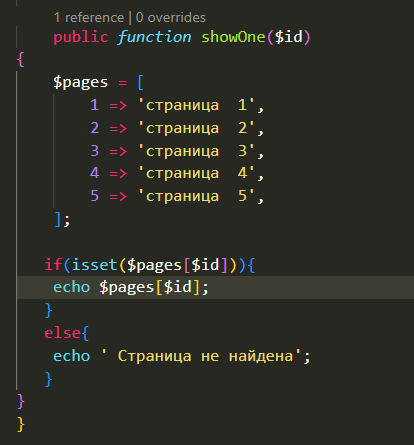 1 reference | 0 overrides
public function showOne($id)
{
$pages = [
1 => 'страница  1',
2 => 'страница  2',
3 => 'страница  3',
4 => 'страница  4',
5 => 'страница  5',
];
if(isset($pages[$id])){
echo $pages[$id];
}
else{
echo ' Страница не найдена';
}
}
}